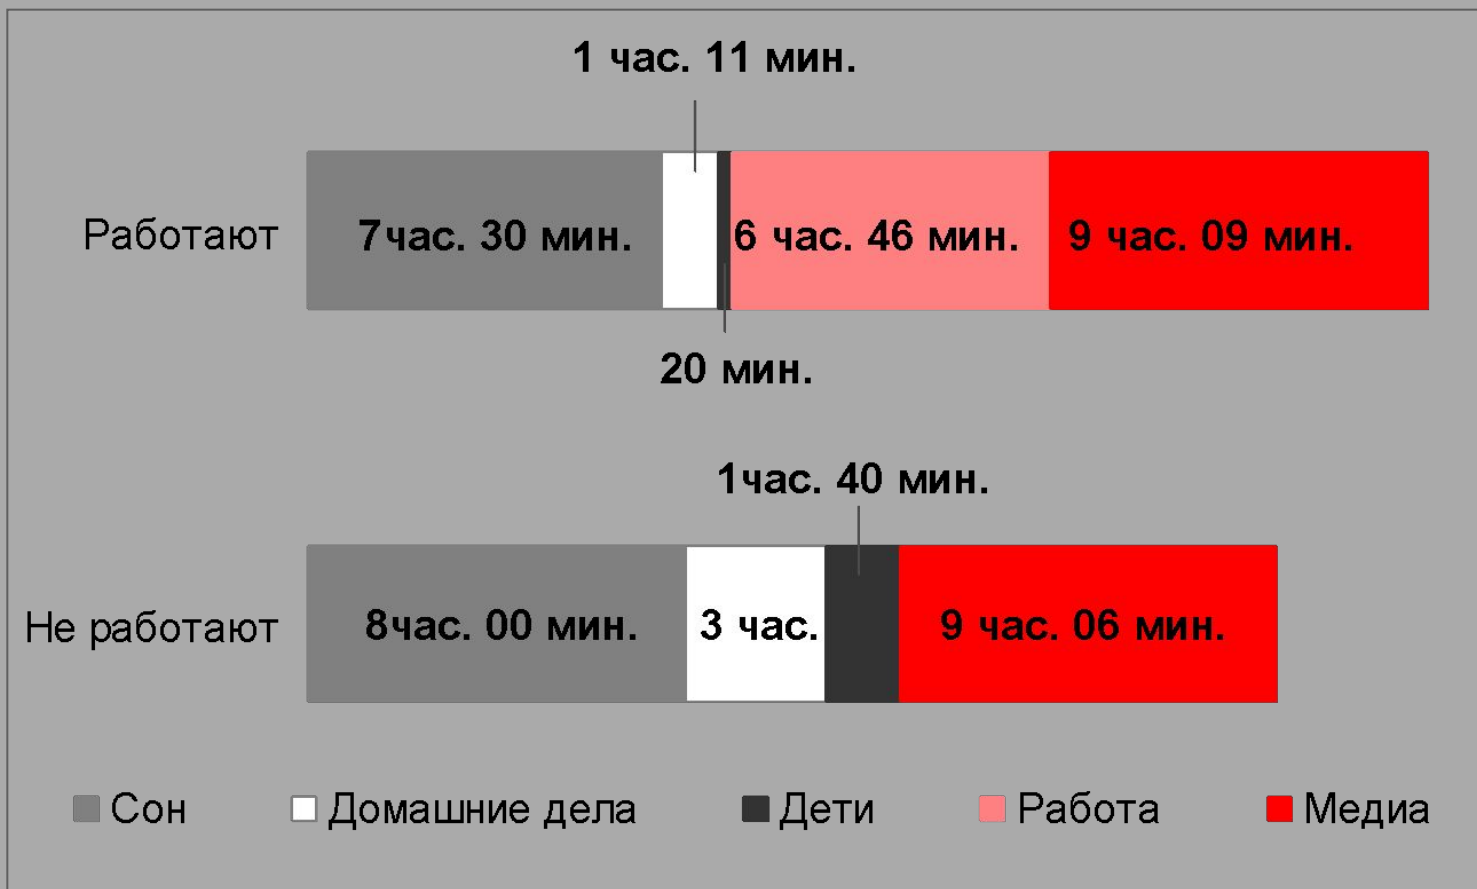 1 час. 11 мин.
Работают
7час. 30 мин.
6 час. 46 мин.
9 час. 09 мин.
20 мин.
1час. 40 мин.
Не работают
8час. 00 мин.
3 час.
9 час. 06 мин.
Сон
Домашние дела
Дети
Работа
Медиа